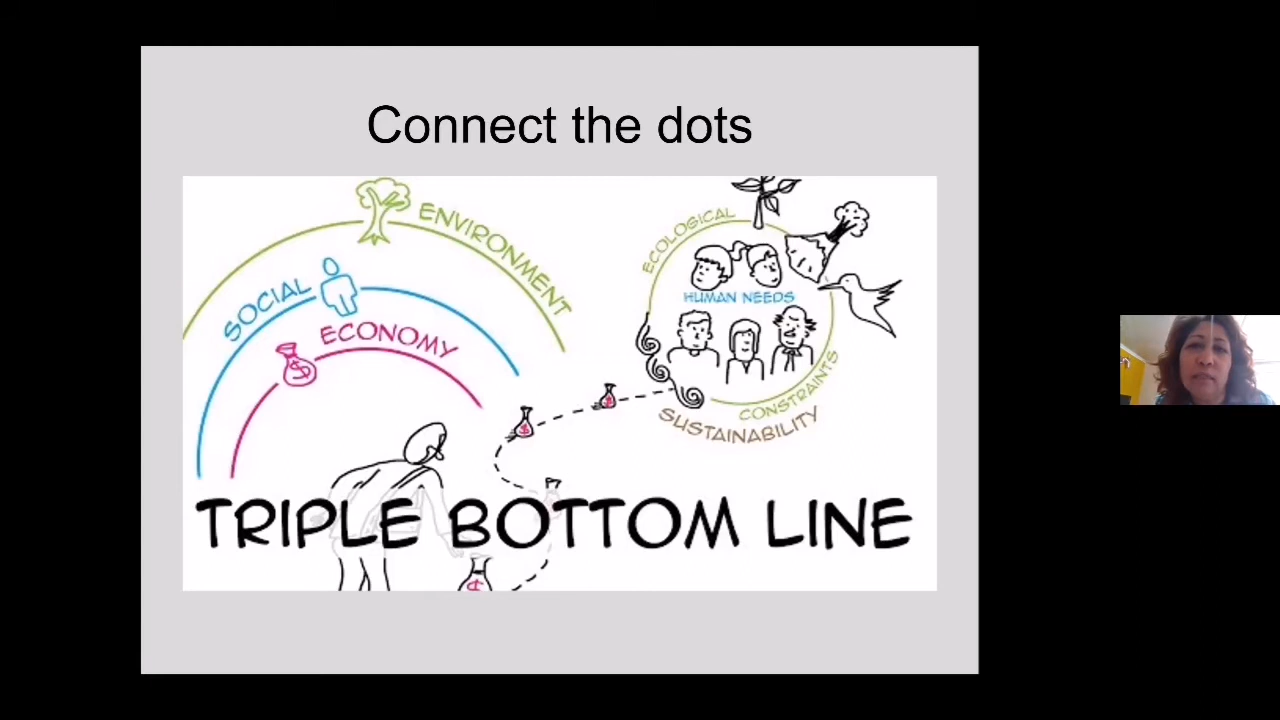 Connect the dots
ENVIRONMENT
SOCIAL
ECONOMY
ECOLOGICAL
HUMAN NEEDS
CONSTRAINTS
SUSTAINABILITY
$
$
$
$
TRIPLE BOTTOM LINE